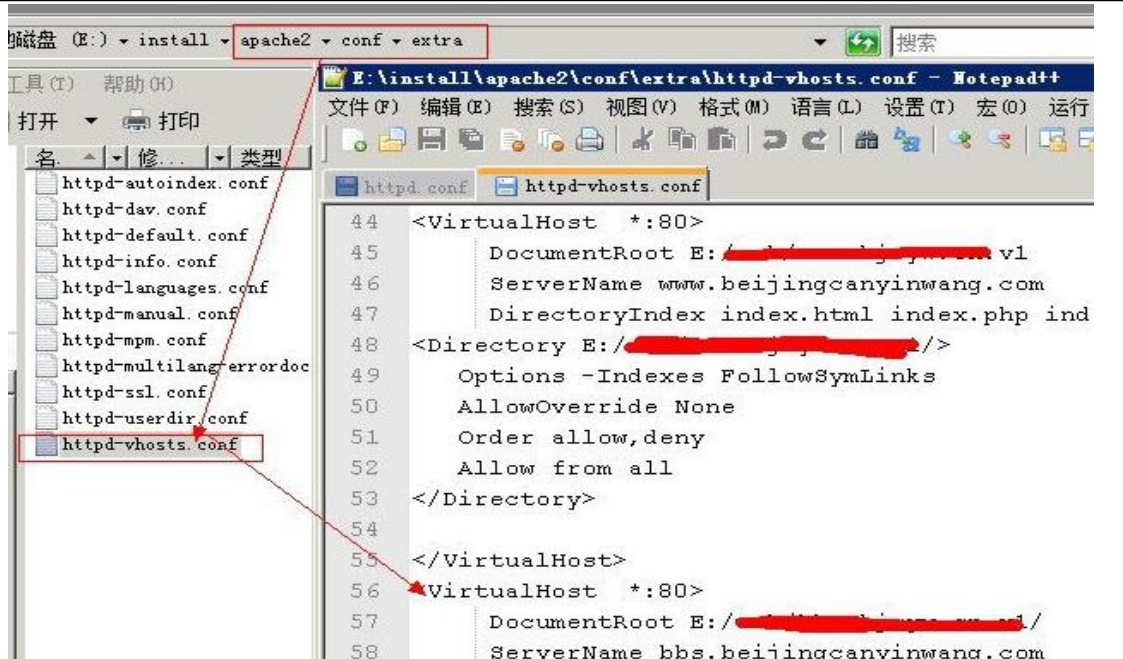 磁盘 (E:) install apache2 conf extra
搜索
工具(T) 帮助(H)
打开 打印
名. 修... 类型
httpd-autoindex.conf
httpd-dav.conf
httpd-default.conf
httpd-info.conf
httpd-languages.conf
httpd-manual.conf
httpd-mpm.conf
httpd-multilang-errordoc
httpd-ssl.conf
httpd-userdir.conf
httpd-vhosts.conf
E:\install\apache2\conf\extra\httpd-vhosts.conf - Notepad++
文件(F) 编辑(E) 搜索(S) 视图(V) 格式(M) 语言(L) 设置(T) 宏(O) 运行
httpd.conf httpd-vhosts.conf
44 <VirtualHost *:80>
45 DocumentRoot E:/ v1
46 ServerName www.beijingcanyinwang.com
47 DirectoryIndex index.html index.php ind
48 <Directory E:/ />
49 Options -Indexes FollowSymLinks
50 AllowOverride None
51 Order allow,deny
52 Allow from all
53 </Directory>
54
55 </VirtualHost>
56 <VirtualHost *:80>
57 DocumentRoot E:/ /
58 ServerName bbs.beijingcanyinwang.com